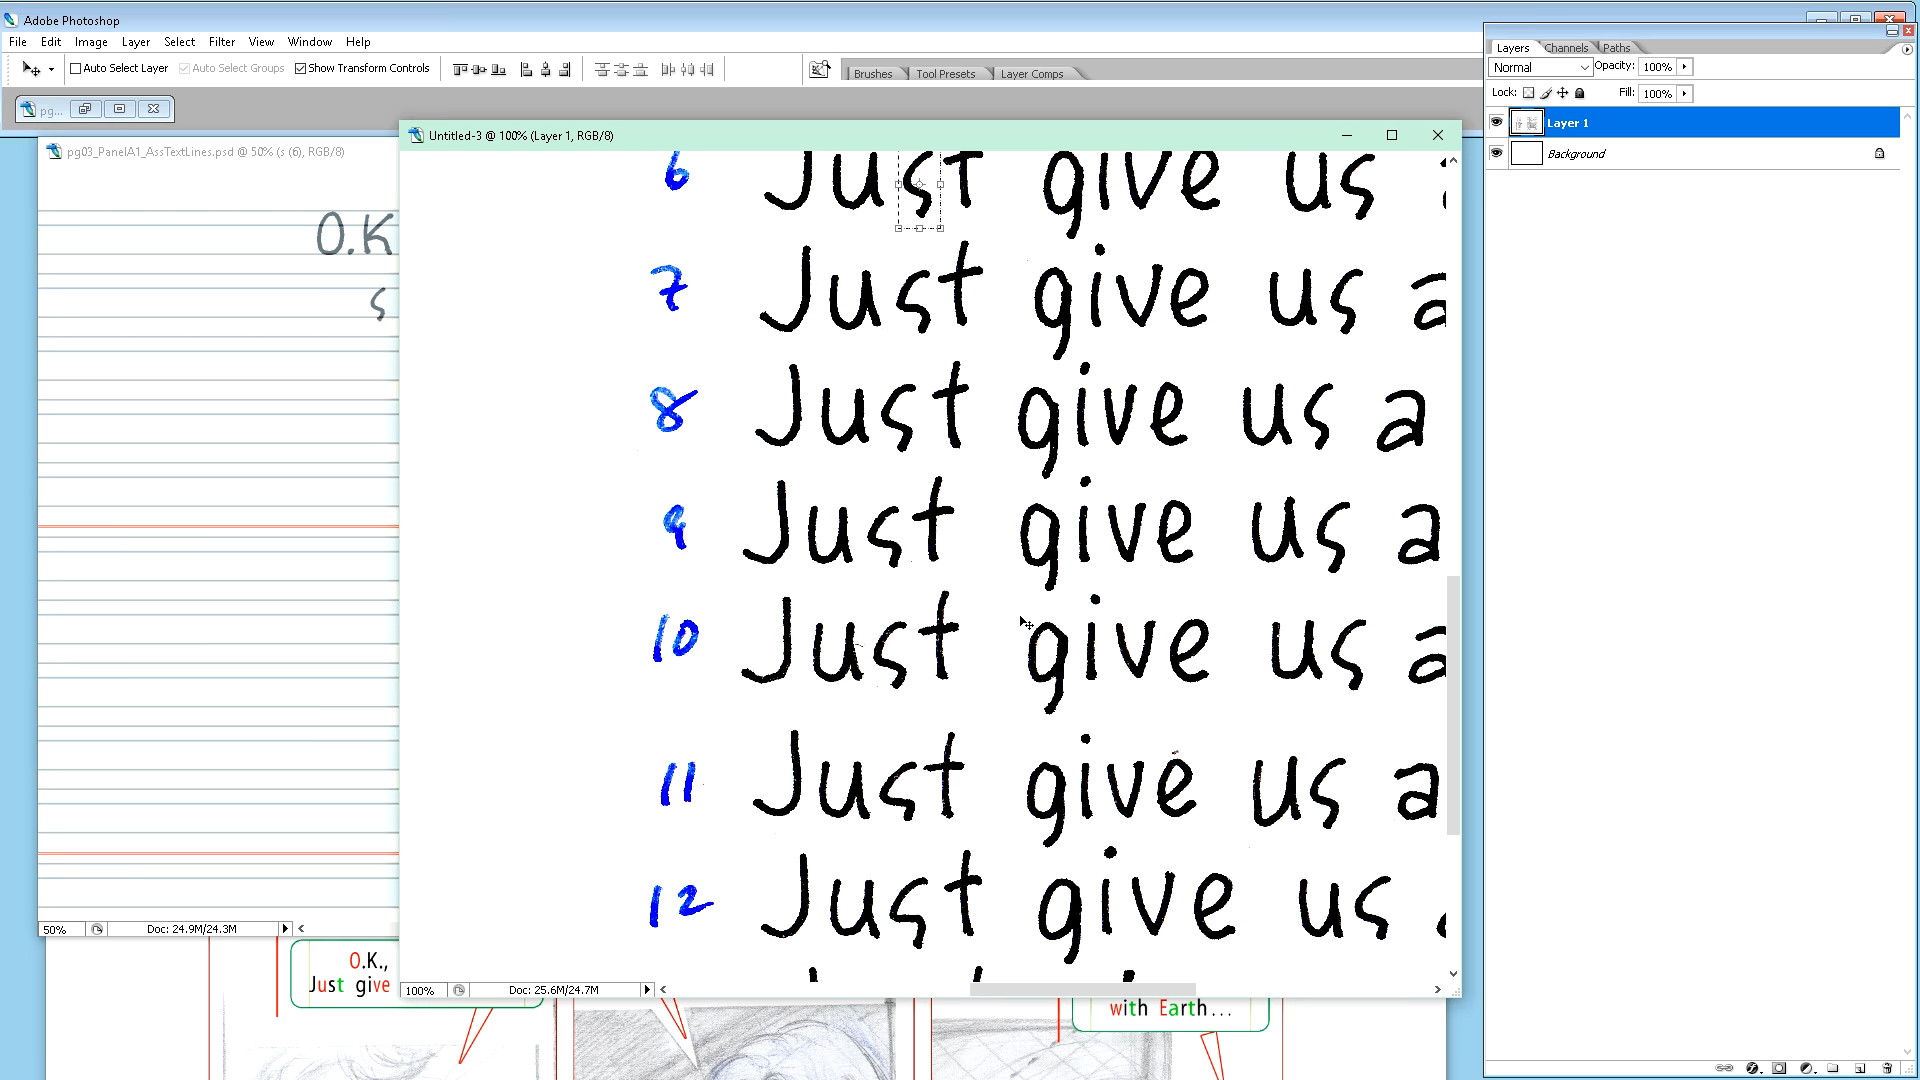 Adobe Photoshop
File Edit Image Layer Select Filter View Window Help
Auto Select Layer Auto Select Groups Show Transform Controls
Brushes Tool Presets Layer Comps
pg...
pg03_PanelA1_AssTextLines.psd @ 50% (s (6), RGB/8)
O.K
s
50% Doc: 24.9M/24.3M
Untitled-3 @ 100% (Layer 1, RGB/8)
6 Just give us
7 Just give us a
8 Just give us a
9 Just give us a
10 Just give us a
11 Just give us a
12 Just give us
100% Doc: 25.6M/24.7M
O.K.,
Just give
with Earth...
Layers Channels Paths
Normal Opacity: 100%
Lock: Fill: 100%
Layer 1
Background